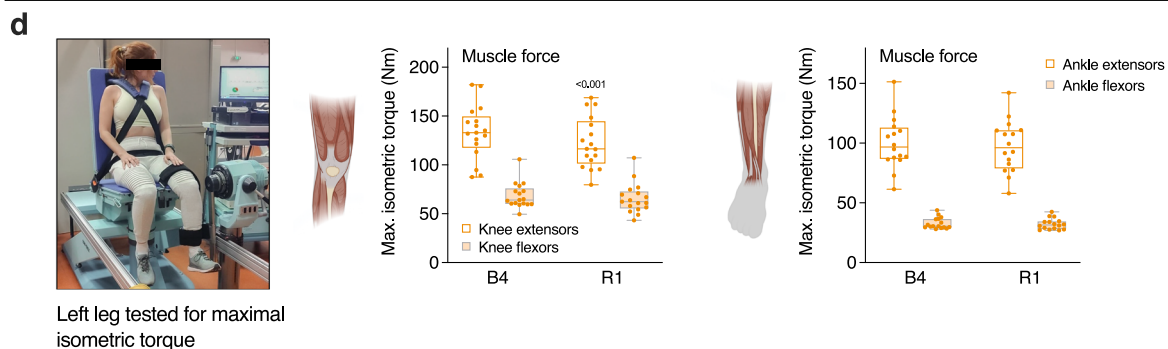 d
Left leg tested for maximal
isometric torque
Max. isometric torque (Nm)
Muscle force
200
150
100
50
0
<0.001
Knee extensors
Knee flexors
B4
R1
Max. isometric torque (Nm)
Muscle force
150
100
50
0
Ankle extensors
Ankle flexors
B4
R1